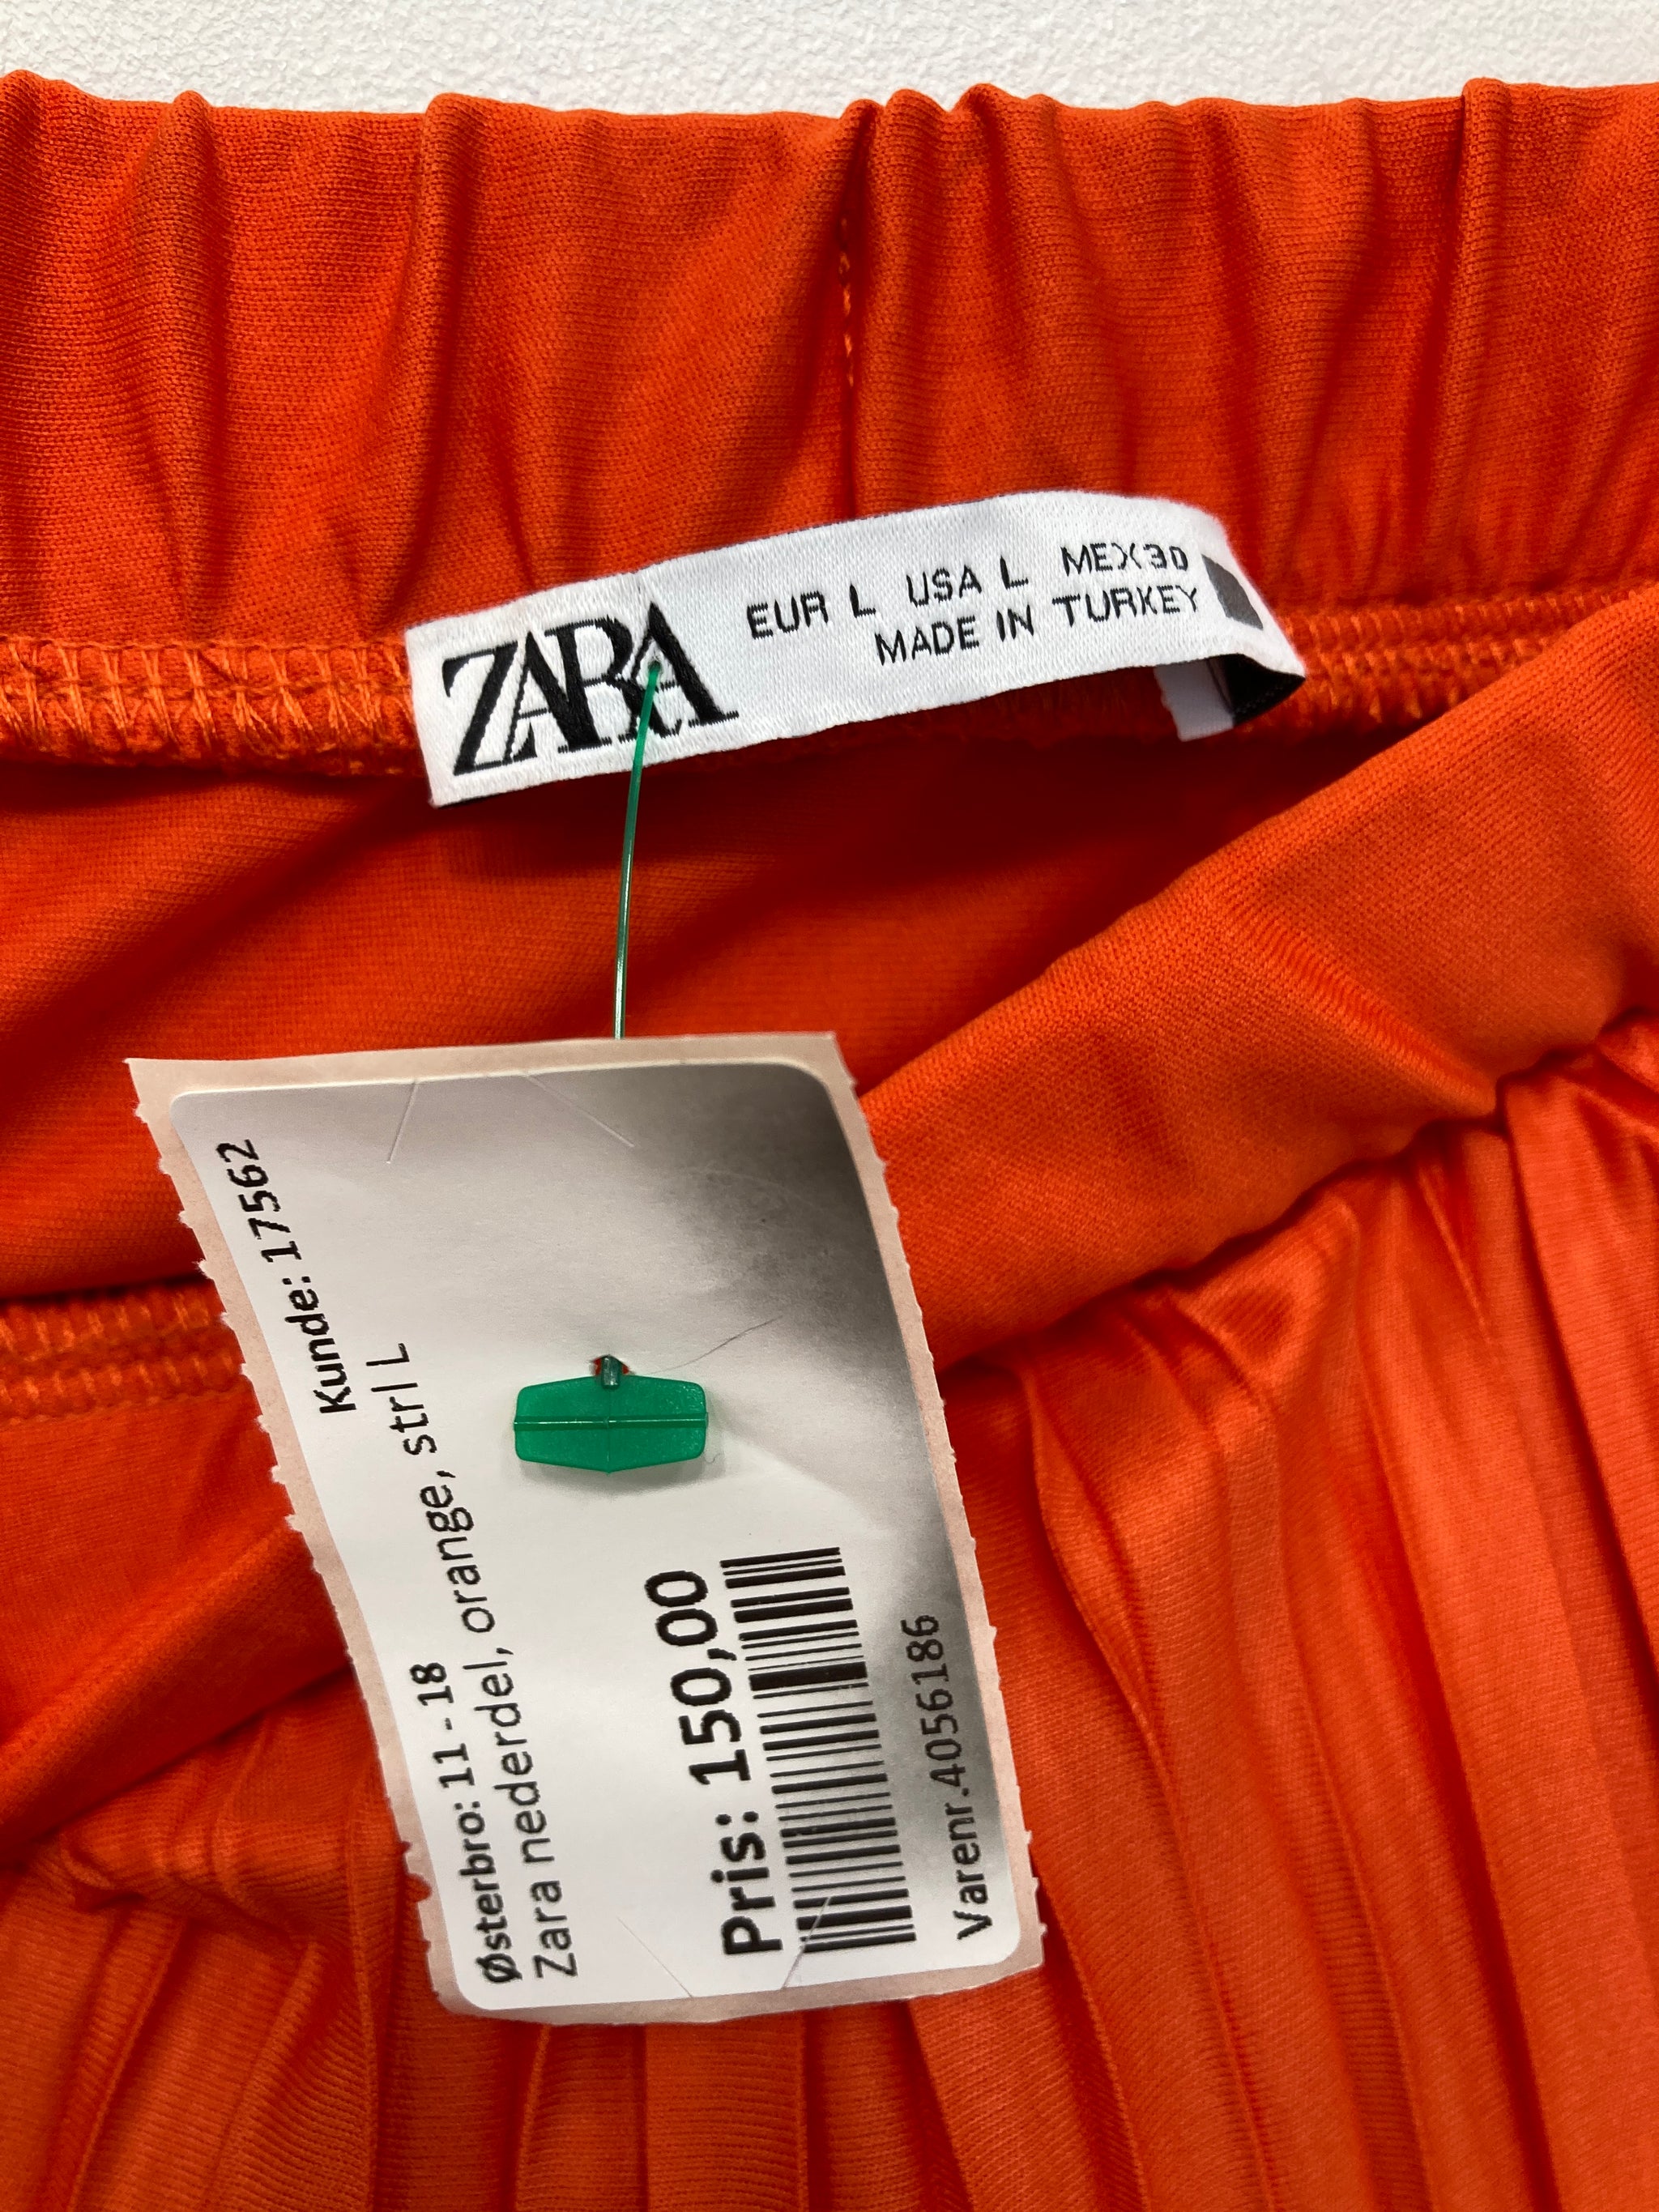 ZARA
EUR L USA L MEX 30
MADE IN TURKEY
Kunde: 17562
Østerbro: 11 - 18
Zara nederdel, orange, strl L
Pris: 150,00
Varenr.4056186